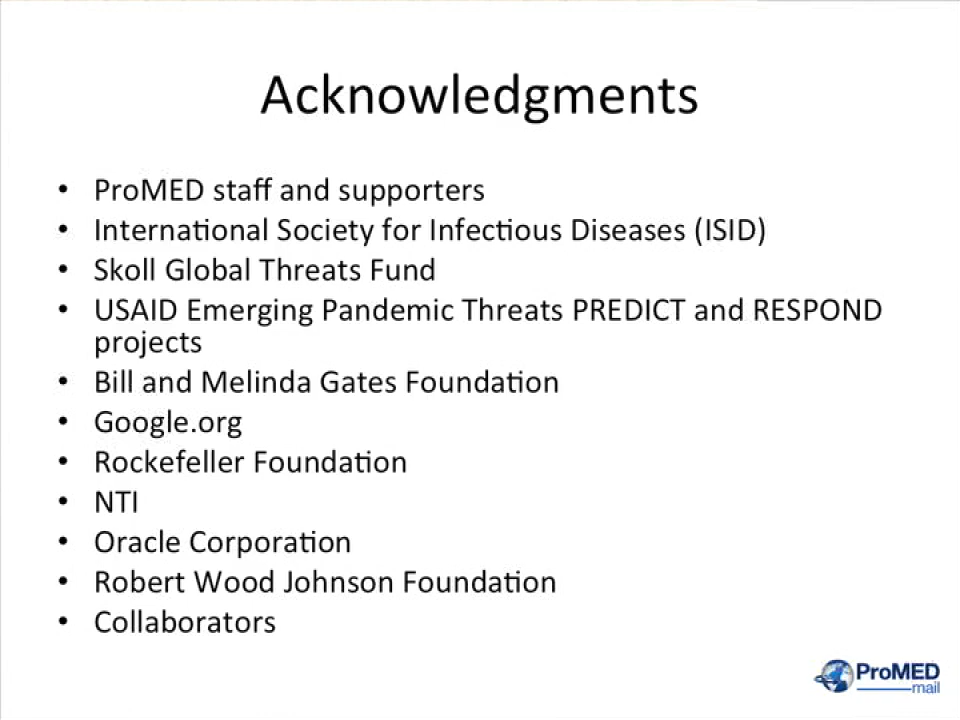 Acknowledgments
• ProMED staff and supporters
• International Society for Infectious Diseases (ISID)
• Skoll Global Threats Fund
• USAID Emerging Pandemic Threats PREDICT and RESPOND
projects
• Bill and Melinda Gates Foundation
• Google.org
• Rockefeller Foundation
• NTI
• Oracle Corporation
• Robert Wood Johnson Foundation
• Collaborators
ProMED
mail